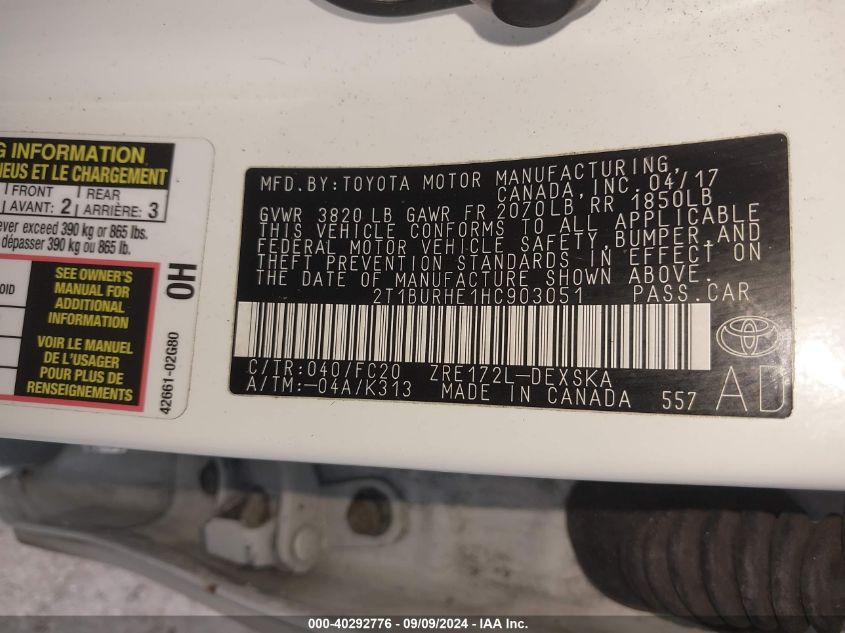 G INFORMATION
NEUS ET LE CHARGEMENT
FRONT
AVANT: 2
REAR
ARRIÈRE: 3
ever exceed 390 kg or 865 lbs.
dépasser 390 kg ou 865 lb.
SEE OWNER'S
MANUAL FOR
ADDITIONAL
INFORMATION
VOIR LE MANUEL
DE L'USAGER
POUR PLUS DE
RENSEIGNEMENTS
OID
0H
42661-02G80
MFD. BY: TOYOTA MOTOR MANUFACTURING,
CANADA, INC. 04/17
GVWR 3820 LB GAWR FR 2070LB RR 1850LB
THIS VEHICLE CONFORMS TO ALL APPLICABLE
FEDERAL MOTOR VEHICLE SAFETY, BUMPER, AND
THEFT PREVENTION STANDARDS IN EFFECT ON
THE DATE OF MANUFACTURE SHOWN ABOVE.
2T1BURHE1HC903051 PASS. CAR
C/TR: 040/FC20 ZRE172L-DEXSKA
A/TM: -04A/K313 MADE IN CANADA 557
AD
000-40292776 - 09/09/2024 - IAA Inc.